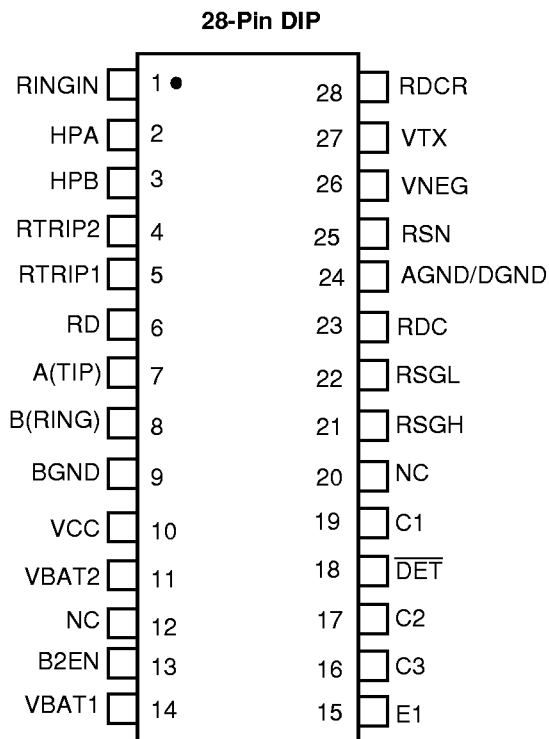 28-Pin DIP
RINGIN 1 28 RDCR
HPA 2 27 VTX
HPB 3 26 VNEG
RTRIP2 4 25 RSN
RTRIP1 5 24 AGND/DGND
RD 6 23 RDC
A(TIP) 7 22 RSGL
B(RING) 8 21 RSGH
BGND 9 20 NC
VCC 10 19 C1
VBAT2 11 18 DET
NC 12 17 C2
B2EN 13 16 C3
VBAT1 14 15 E1